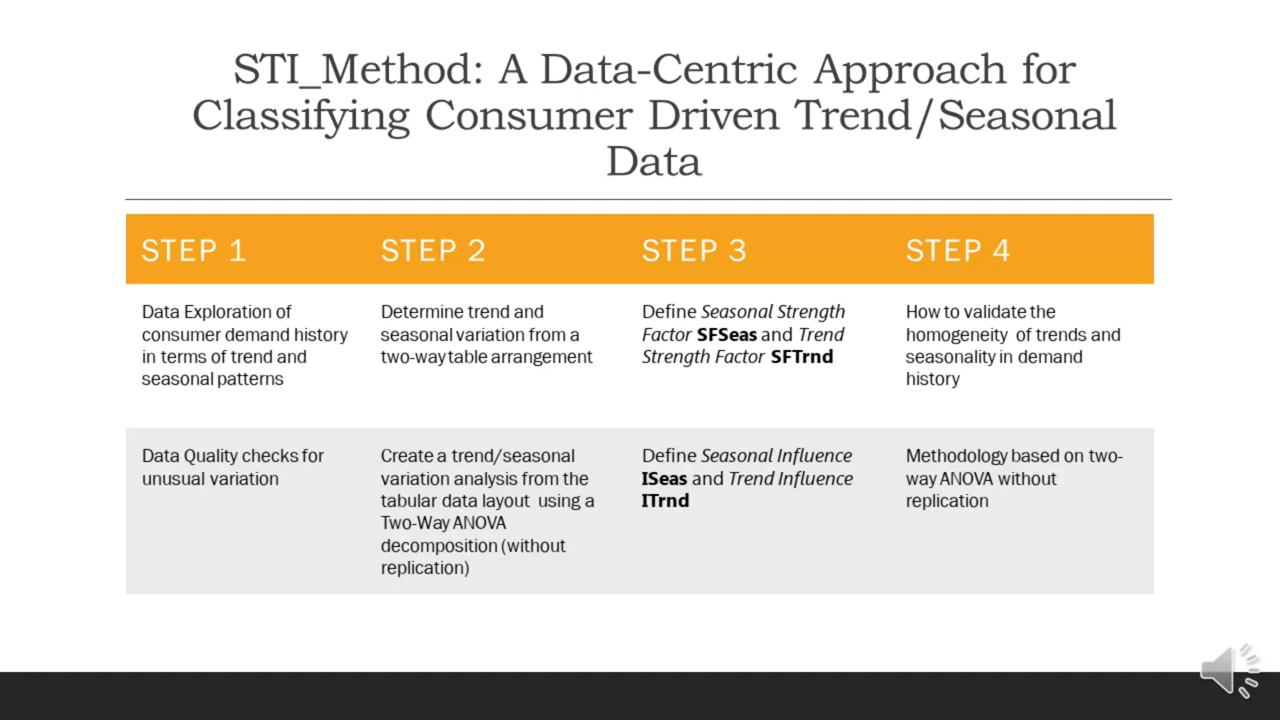 STI_Method: A Data-Centric Approach for
Classifying Consumer Driven Trend/Seasonal
Data
STEP 1
STEP 2
STEP 3
STEP 4
Data Exploration of
consumer demand history
in terms of trend and
seasonal patterns
Determine trend and
seasonal variation from a
two-way table arrangement
Define Seasonal Strength
Factor SFSeas and Trend
Strength Factor SFTrnd
How to validate the
homogeneity of trends and
seasonality in demand
history
Data Quality checks for
unusual variation
Create a trend/seasonal
variation analysis from the
tabular data layout using a
Two-Way ANOVA
decomposition (without
replication)
Define Seasonal Influence
ISeas and Trend Influence
ITrnd
Methodology based on two-
way ANOVA without
replication